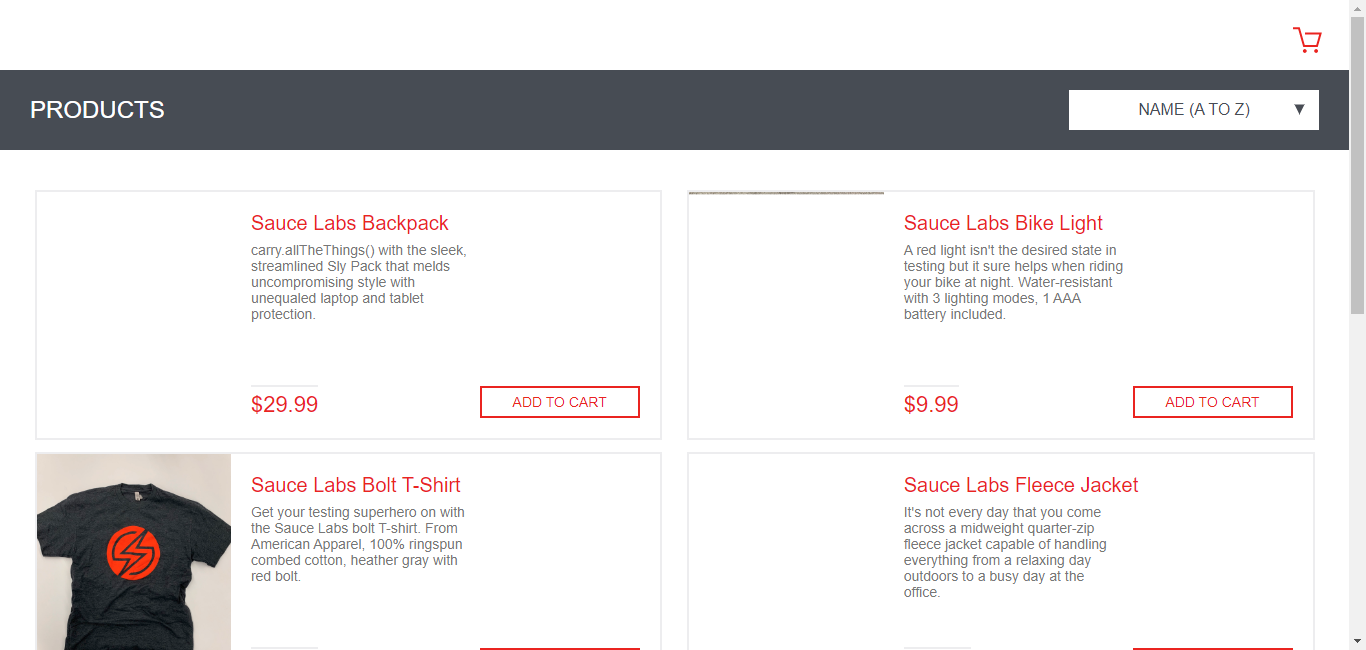 PRODUCTS
NAME (A TO Z)
Sauce Labs Backpack
carry.allTheThings() with the sleek,
streamlined Sly Pack that melds
uncompromising style with
unequaled laptop and tablet
protection.
$29.99
ADD TO CART
Sauce Labs Bike Light
A red light isn't the desired state in
testing but it sure helps when riding
your bike at night. Water-resistant
with 3 lighting modes, 1 AAA
battery included.
$9.99
ADD TO CART
Sauce Labs Bolt T-Shirt
Get your testing superhero on with
the Sauce Labs bolt T-shirt. From
American Apparel, 100% ringspun
combed cotton, heather gray with
red bolt.
Sauce Labs Fleece Jacket
It's not every day that you come
across a midweight quarter-zip
fleece jacket capable of handling
everything from a relaxing day
outdoors to a busy day at the
office.